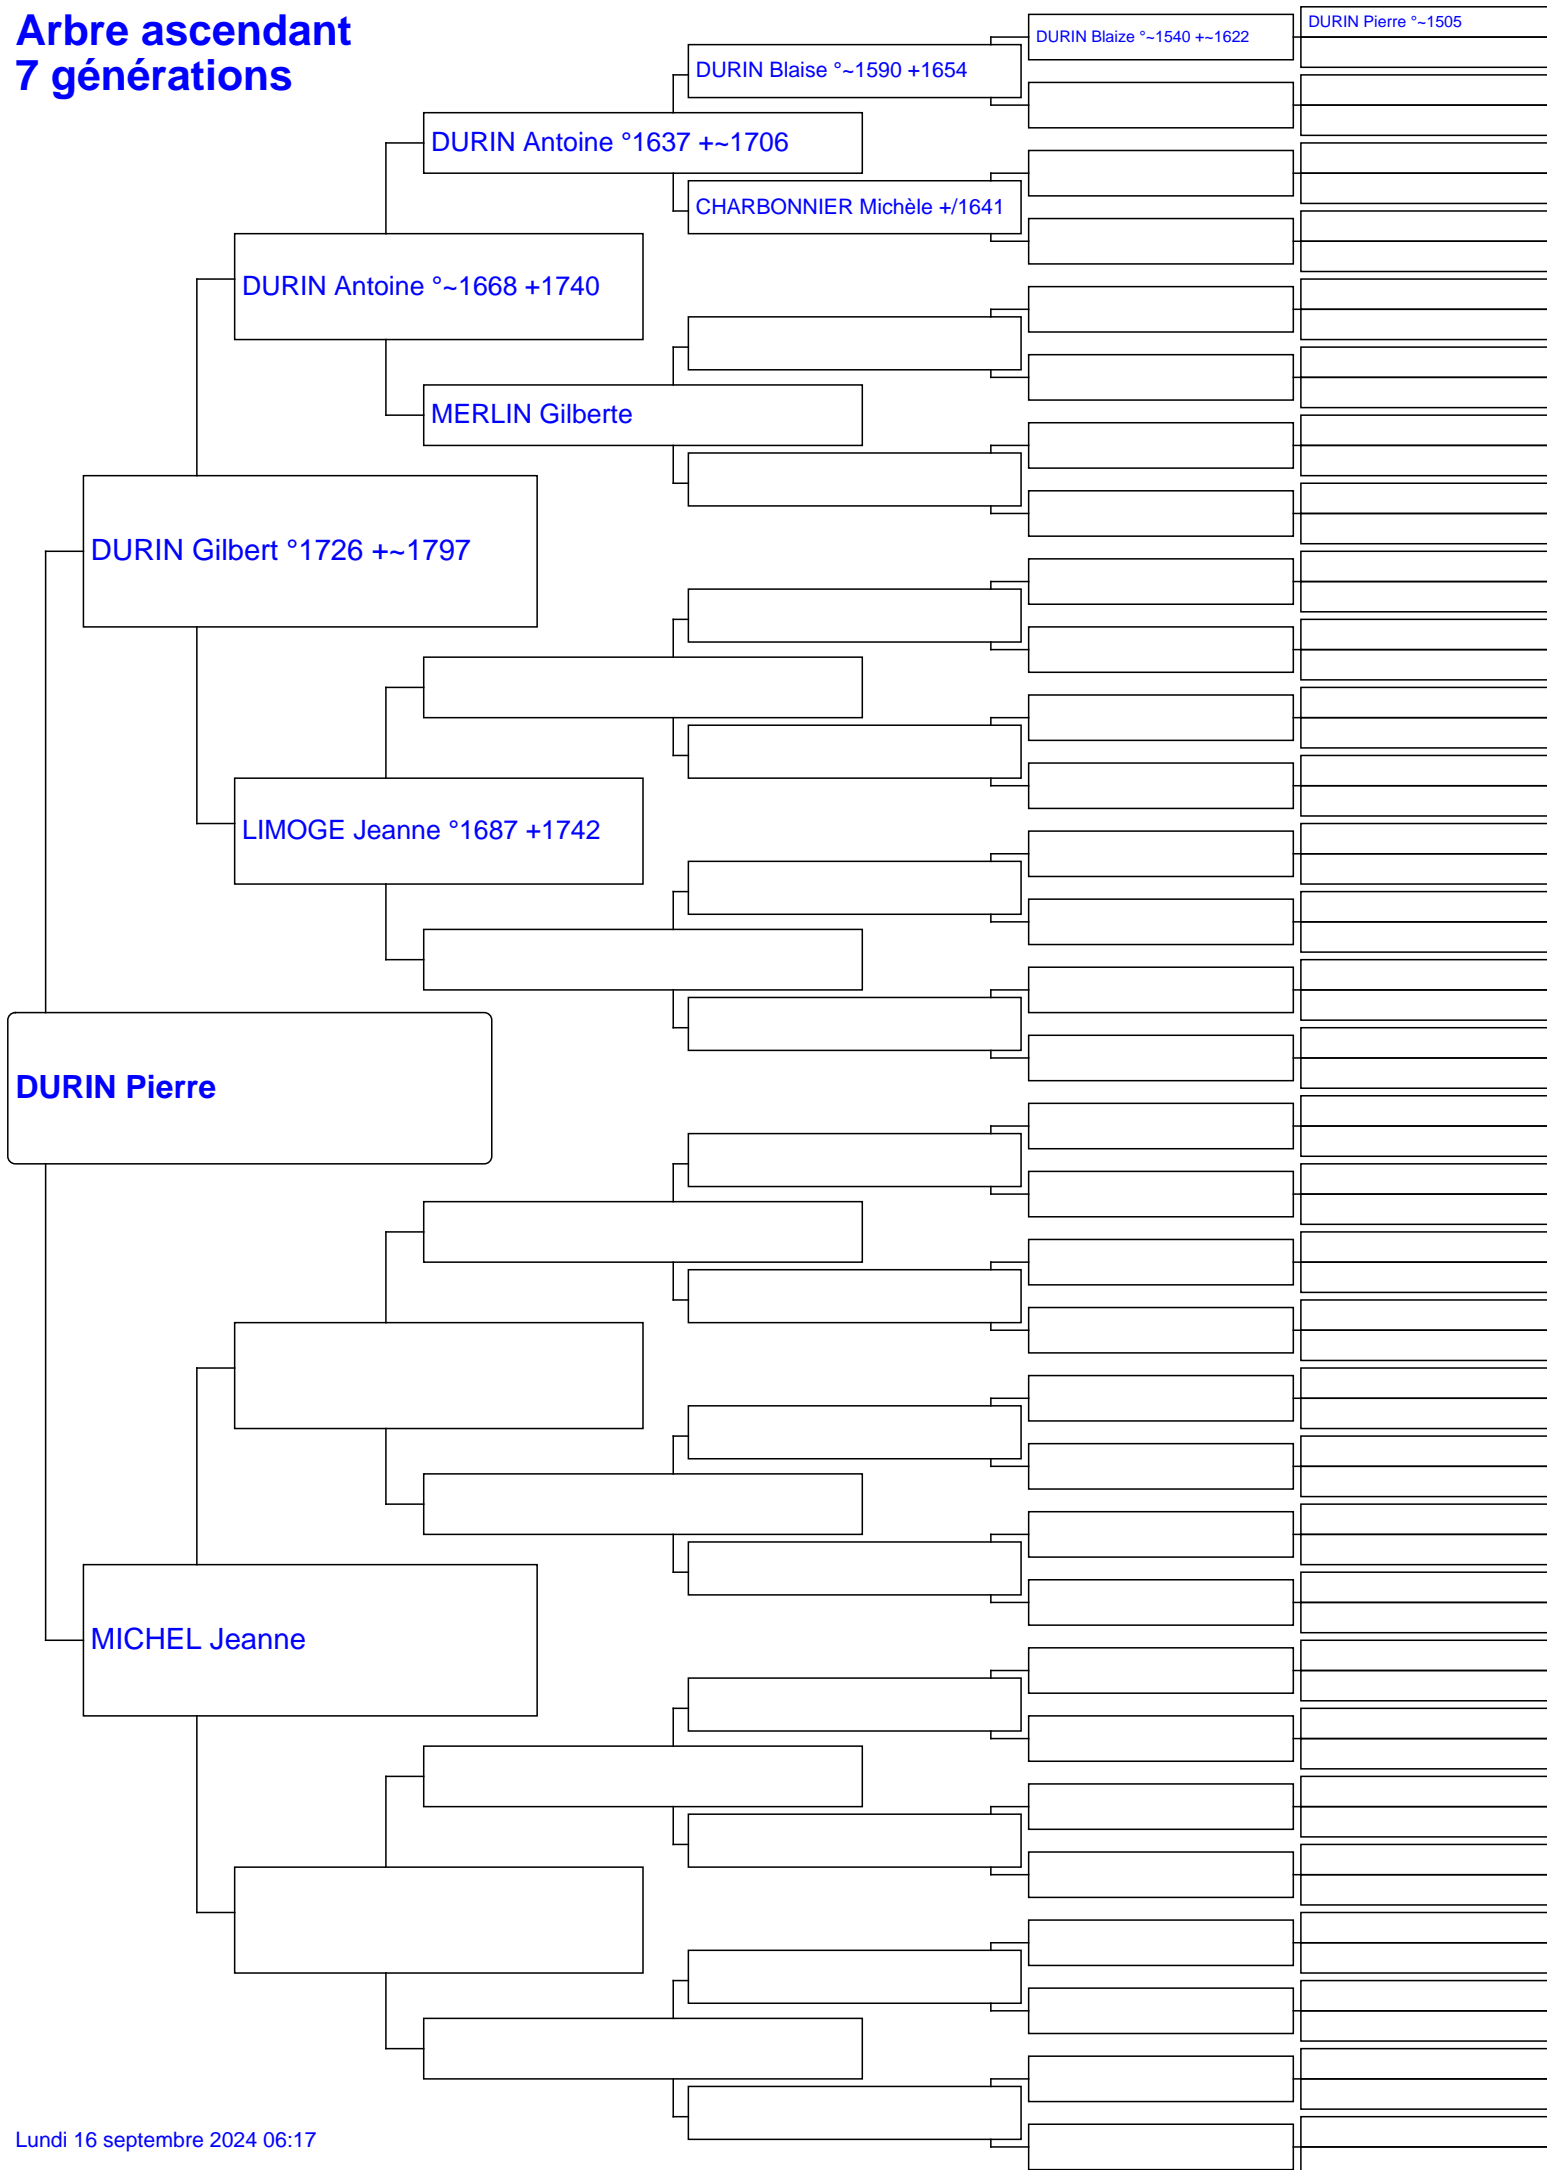 Arbre ascendant
7 générations
DURIN Pierre °~1505
DURIN Blaize °~1540 +~1622
DURIN Blaise °~1590 +1654
DURIN Antoine °1637 +~1706
CHARBONNIER Michèle +/1641
DURIN Antoine °~1668 +1740
MERLIN Gilberte
DURIN Gilbert °1726 +~1797
LIMOGE Jeanne °1687 +1742
DURIN Pierre
MICHEL Jeanne
Lundi 16 septembre 2024 06:17